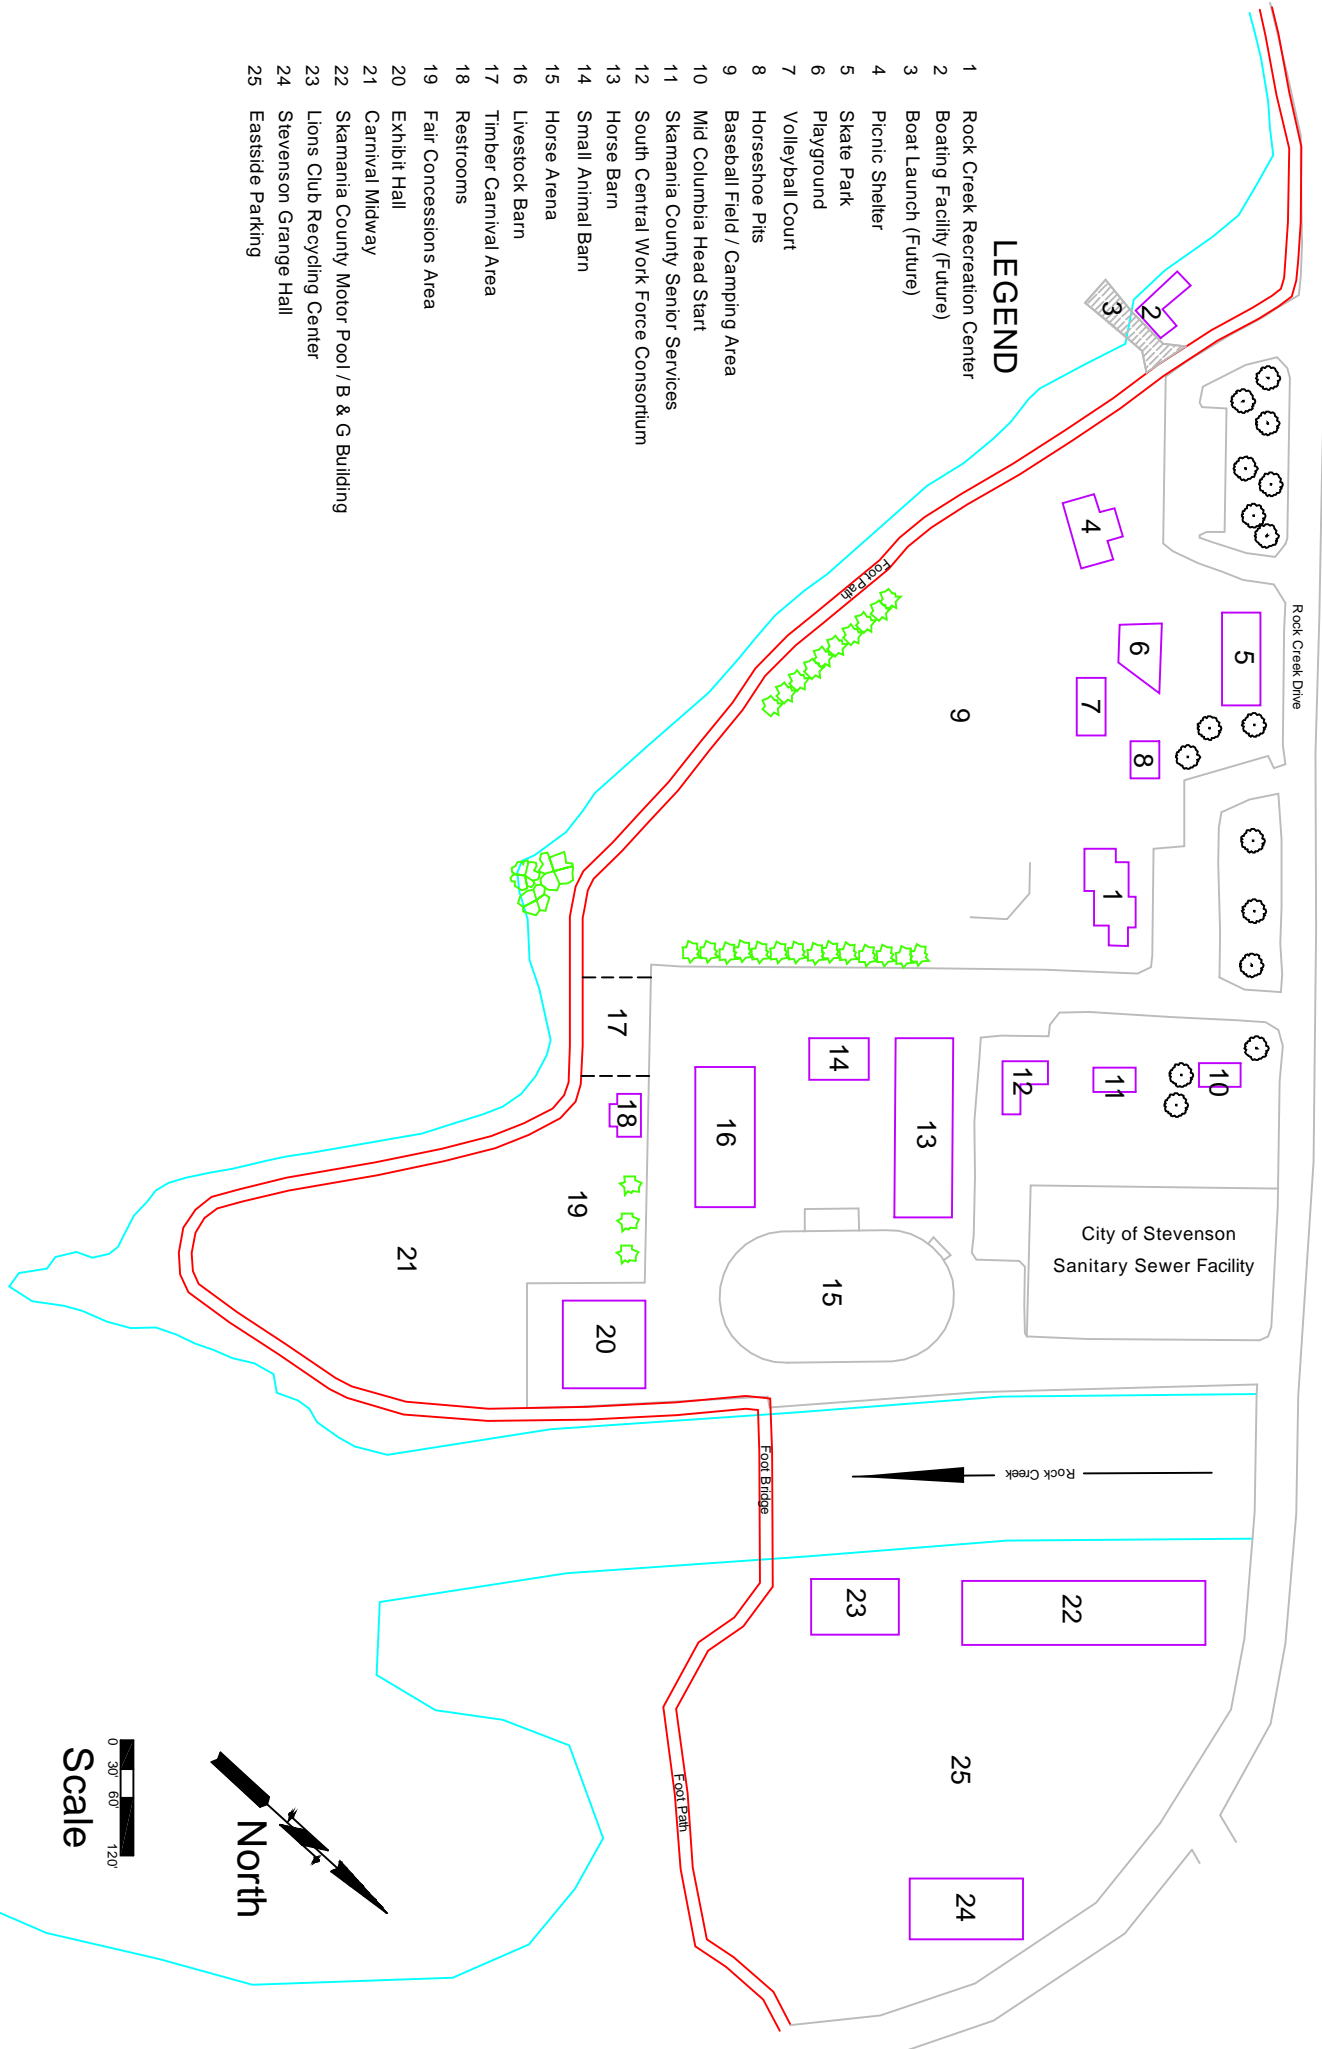 LEGEND
1 Rock Creek Recreation Center
2 Boating Facility (Future)
3 Boat Launch (Future)
4 Picnic Shelter
5 Skate Park
6 Playground
7 Volleyball Court
8 Horseshoe Pits
9 Baseball Field / Camping Area
10 Mid Columbia Head Start
11 Skamania County Senior Services
12 South Central Work Force Consortium
13 Horse Barn
14 Small Animal Barn
15 Horse Arena
16 Livestock Barn
17 Timber Carnival Area
18 Restrooms
19 Fair Concessions Area
20 Exhibit Hall
21 Carnival Midway
22 Skamania County Motor Pool / B & G Building
23 Lions Club Recycling Center
24 Stevenson Grange Hall
25 Eastside Parking
Rock Creek Drive
2
3
4
5
6
7
8
9
1
Foot Path
10
11
12
13
14
15
16
17
18
19
20
21
City of Stevenson
Sanitary Sewer Facility
Rock Creek
Foot Bridge
22
23
24
25
Foot Path
North
0 30' 60' 120'
Scale